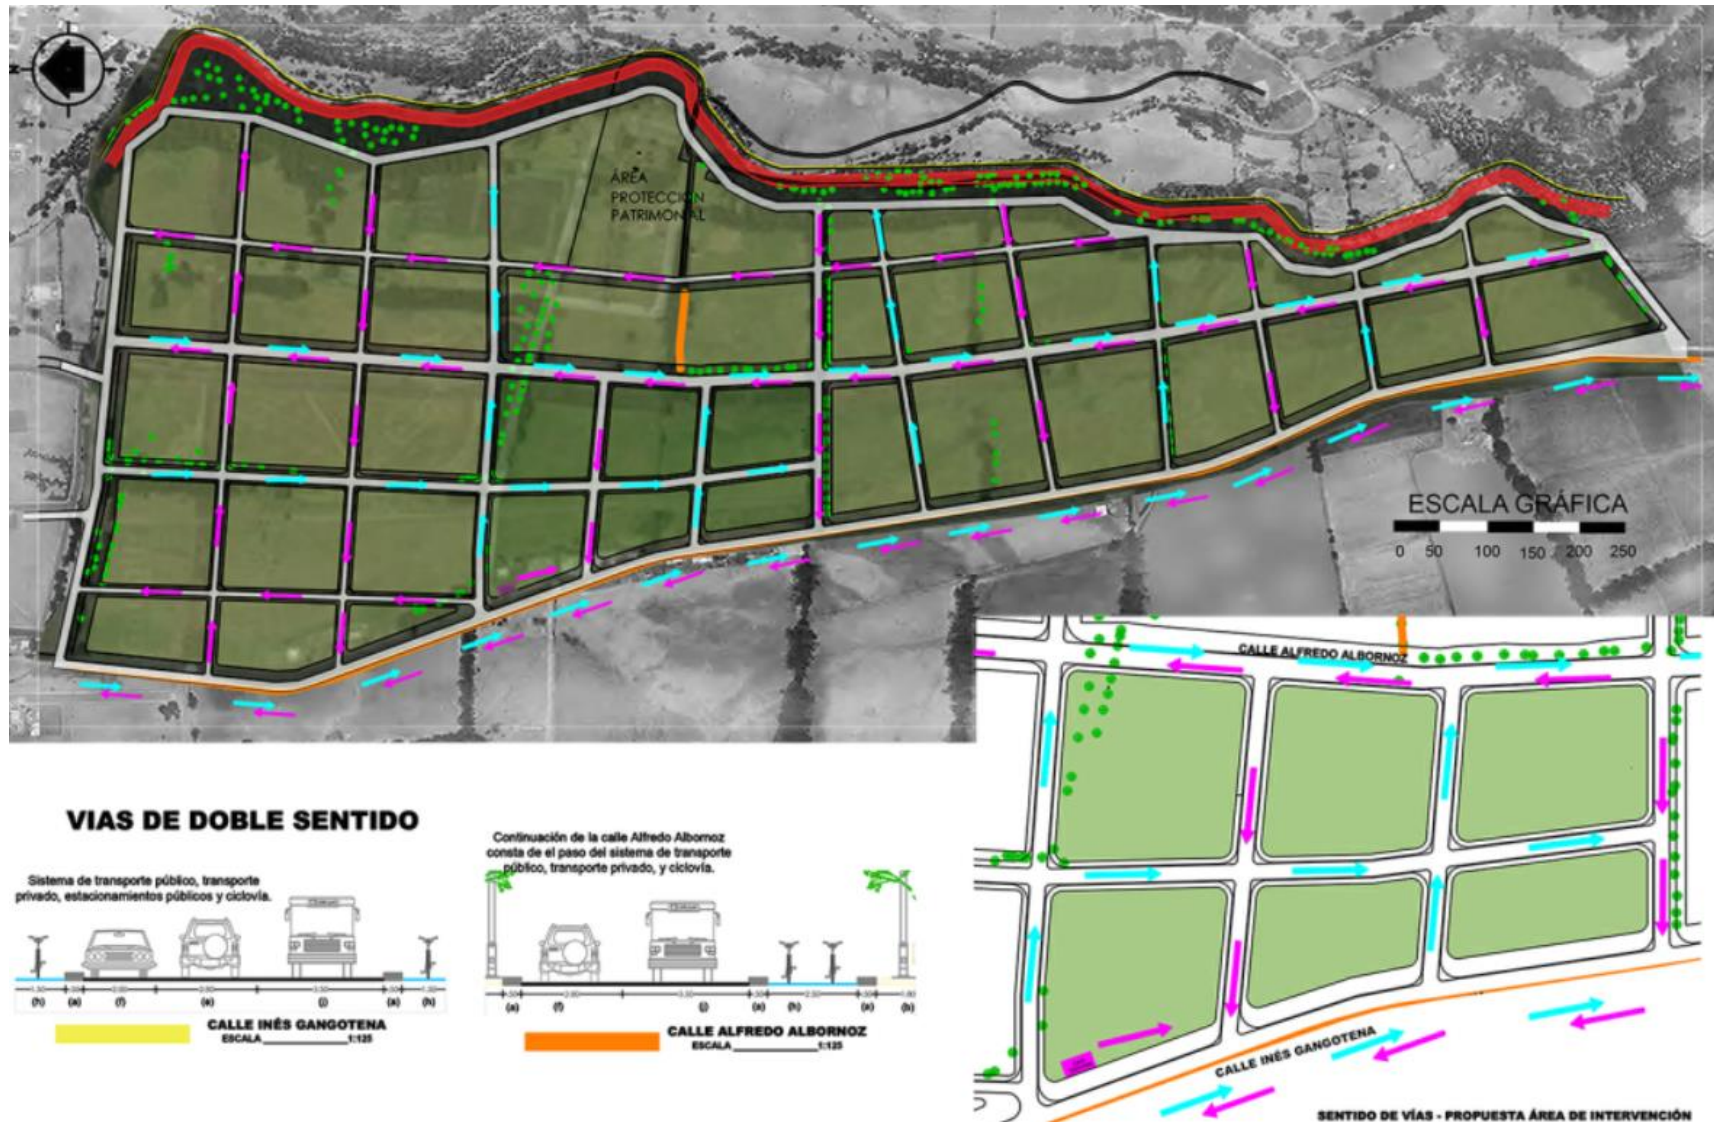 ÁREA
PROTECCIÓN
PATRIMONIAL
ESCALA GRÁFICA
0 50 100 150 200 250
CALLE ALFREDO ALBORNOZ
CALLE INÉS GANGOTENA
SENTIDO DE VÍAS - PROPUESTA ÁREA DE INTERVENCIÓN
VIAS DE DOBLE SENTIDO
Sistema de transporte público, transporte
privado, estacionamientos públicos y ciclovía.
(h) (a) (f) (e) (j) (a) (h)
CALLE INÉS GANGOTENA
ESCALA 1:125
Continuación de la calle Alfredo Albornoz
consta de el paso del sistema de transporte
público, transporte privado, y ciclovía.
(a) (f) (j) (a) (h) (a) (b)
CALLE ALFREDO ALBORNOZ
ESCALA 1:125